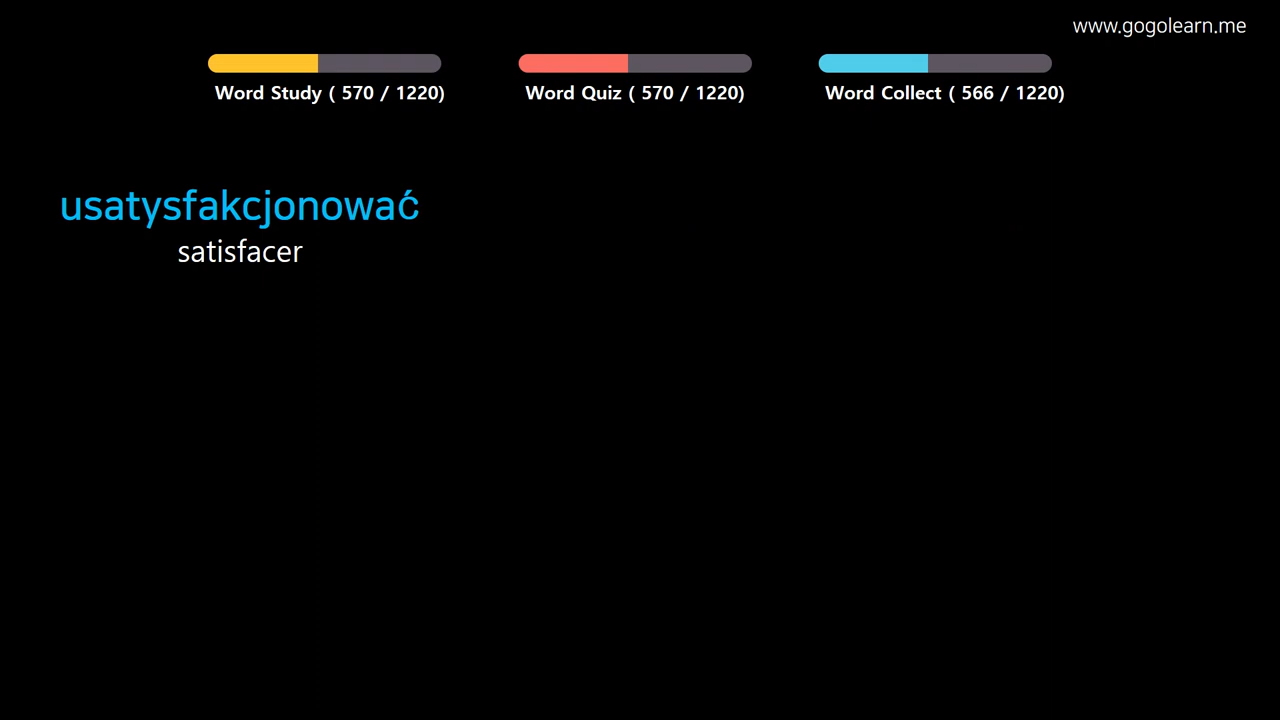 www.gogolearn.me
Word Study ( 570 / 1220)
Word Quiz ( 570 / 1220)
Word Collect ( 566 / 1220)
usatysfakcjonować
satisfacer